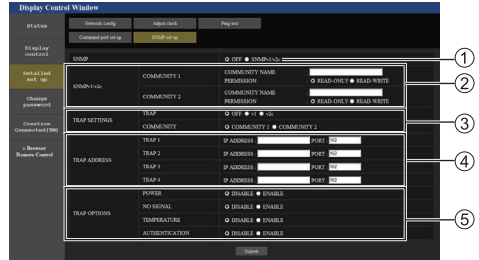 Display Control Window
Status
Display control
Detailed set up
Change password
Crestron Connected(TM)
» Browser Remote Control
Network config Adjust clock Ping test
Command port set up SNMP set up
SNMP OFF SNMPv1/v2c ①
SNMPv1/v2c COMMUNITY 1 COMMUNITY NAME :
PERMISSION : READ-ONLY READ-WRITE ②
COMMUNITY 2 COMMUNITY NAME :
PERMISSION : READ-ONLY READ-WRITE
TRAP SETTINGS TRAP OFF v1 v2c ③
COMMUNITY COMMUNITY 1 COMMUNITY 2
TRAP ADDRESS TRAP 1 IP ADDRESS : PORT : 162
TRAP 2 IP ADDRESS : PORT : 162 ④
TRAP 3 IP ADDRESS : PORT : 162
TRAP 4 IP ADDRESS : PORT : 162
TRAP OPTIONS POWER DISABLE ENABLE
NO SIGNAL DISABLE ENABLE
TEMPERATURE DISABLE ENABLE ⑤
AUTHENTICATION DISABLE ENABLE
Submit